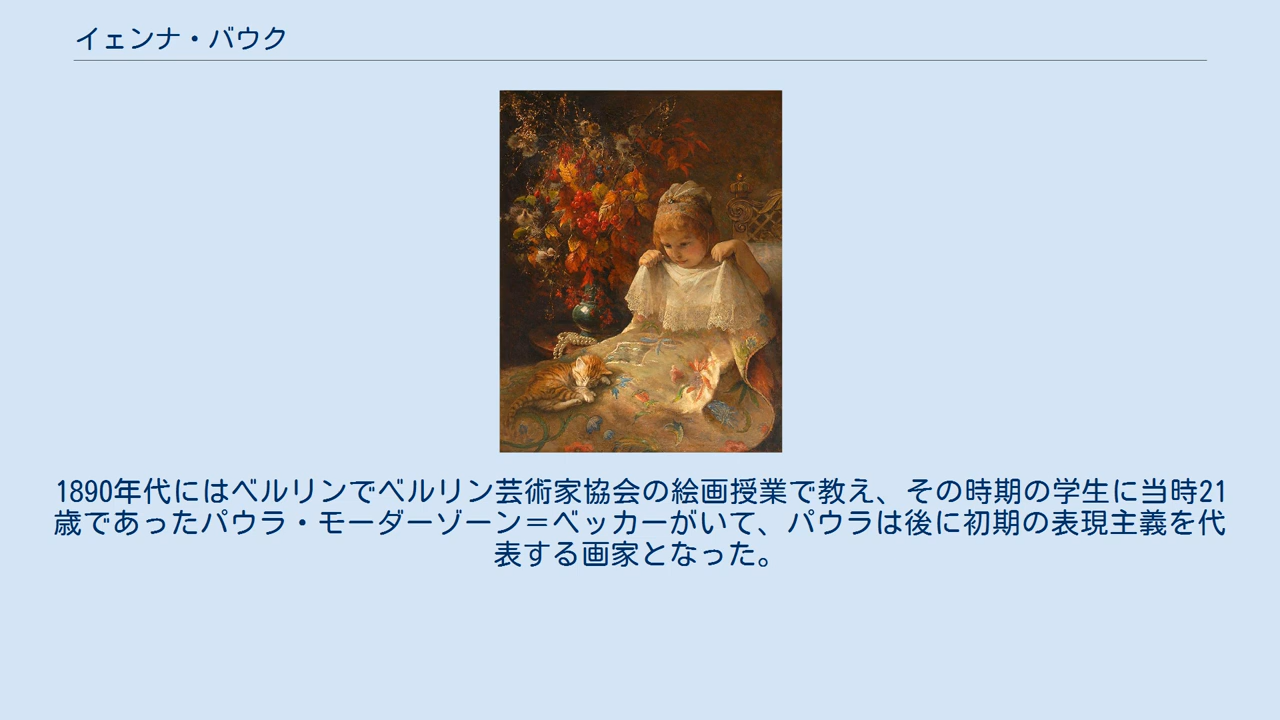 イェンナ・バウク
1890年代にはベルリンでベルリン芸術家協会の絵画授業で教え、その時期の学生に当時21
歳であったパウラ・モーダーゾーン＝ベッカーがいて、パウラは後に初期の表現主義を代
表する画家となった。